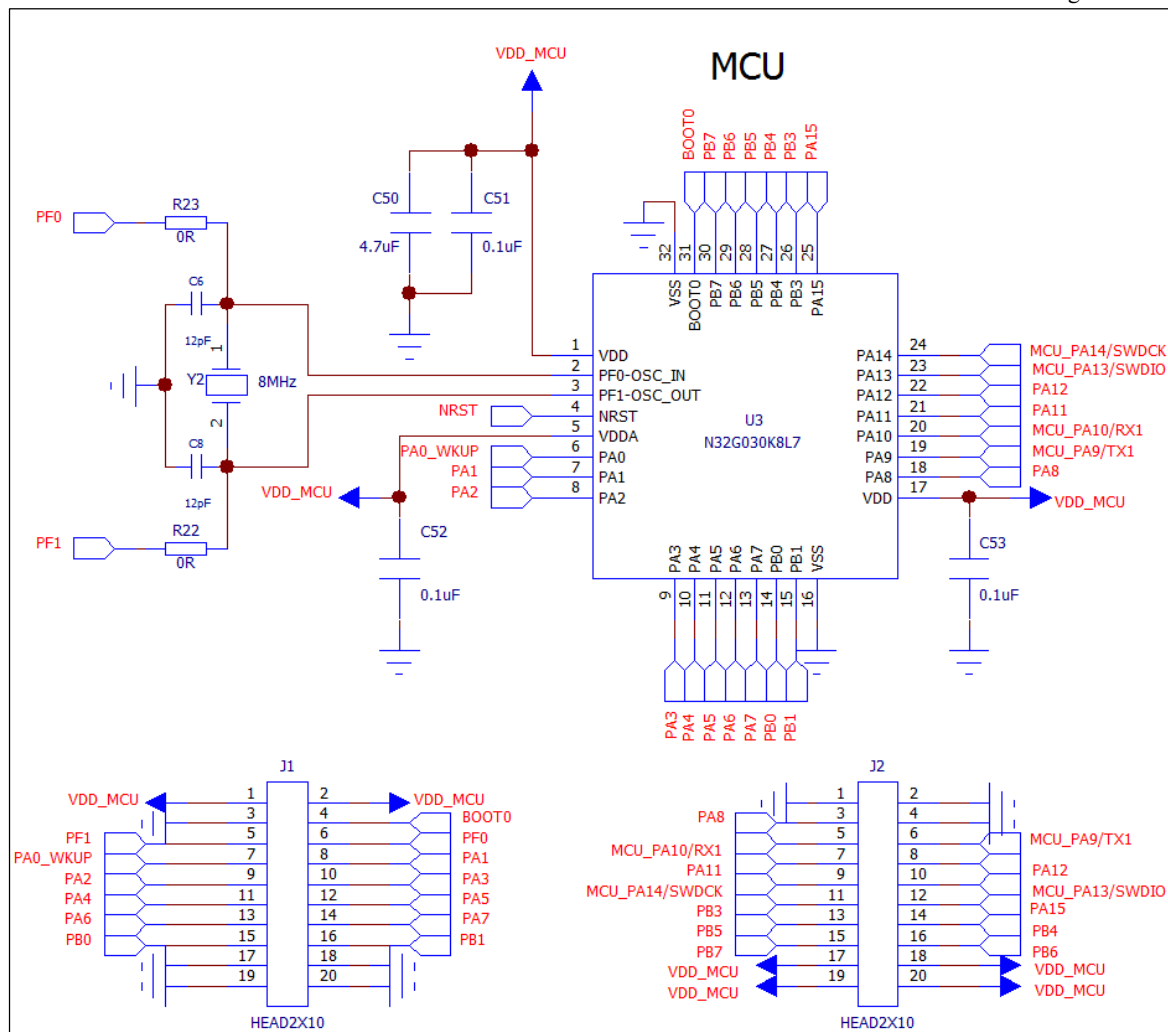 VDD_MCU
MCU
BOOT0
PB7
PB6
PB5
PB4
PB3
PA15
PF0
R23
0R
C50
4.7uF
C51
0.1uF
32
31
30
29
28
27
26
25
VSS
BOOT0
PB7
PB6
PB5
PB4
PB3
PA15
C6
12pF
1
Y2
8MHz
2
C8
12pF
PF1
R22
0R
1 VDD
2 PF0-OSC_IN
3 PF1-OSC_OUT
NRST 4 NRST
5 VDDA
PA0_WKUP 6 PA0
PA1 7 PA1
PA2 8 PA2
VDD_MCU
C52
0.1uF
U3
N32G030K8L7
PA14 24 MCU_PA14/SWDCK
PA13 23 MCU_PA13/SWDIO
PA12 22 PA12
PA11 21 PA11
PA10 20 MCU_PA10/RX1
PA9 19 MCU_PA9/TX1
PA8 18 PA8
VDD 17
VDD_MCU
C53
0.1uF
PA3
PA4
PA5
PA6
PA7
PB0
PB1
VSS
9
10
11
12
13
14
15
16
PA3
PA4
PA5
PA6
PA7
PB0
PB1
J1
VDD_MCU 1 2 VDD_MCU
3 4 BOOT0
PF1 5 6 PF0
PA0_WKUP 7 8 PA1
PA2 9 10 PA3
PA4 11 12 PA5
PA6 13 14 PA7
PB0 15 16 PB1
17 18
19 20
HEAD2X10
J2
1 2
PA8 3 4
5 6 MCU_PA9/TX1
MCU_PA10/RX1 7 8
PA11 9 10 PA12
MCU_PA14/SWDCK 11 12 MCU_PA13/SWDIO
PA15
PB3 13 14 PB4
PB5 15 16
PB7 PB6
VDD_MCU 17 18 VDD_MCU
VDD_MCU 19 20 VDD_MCU
HEAD2X10